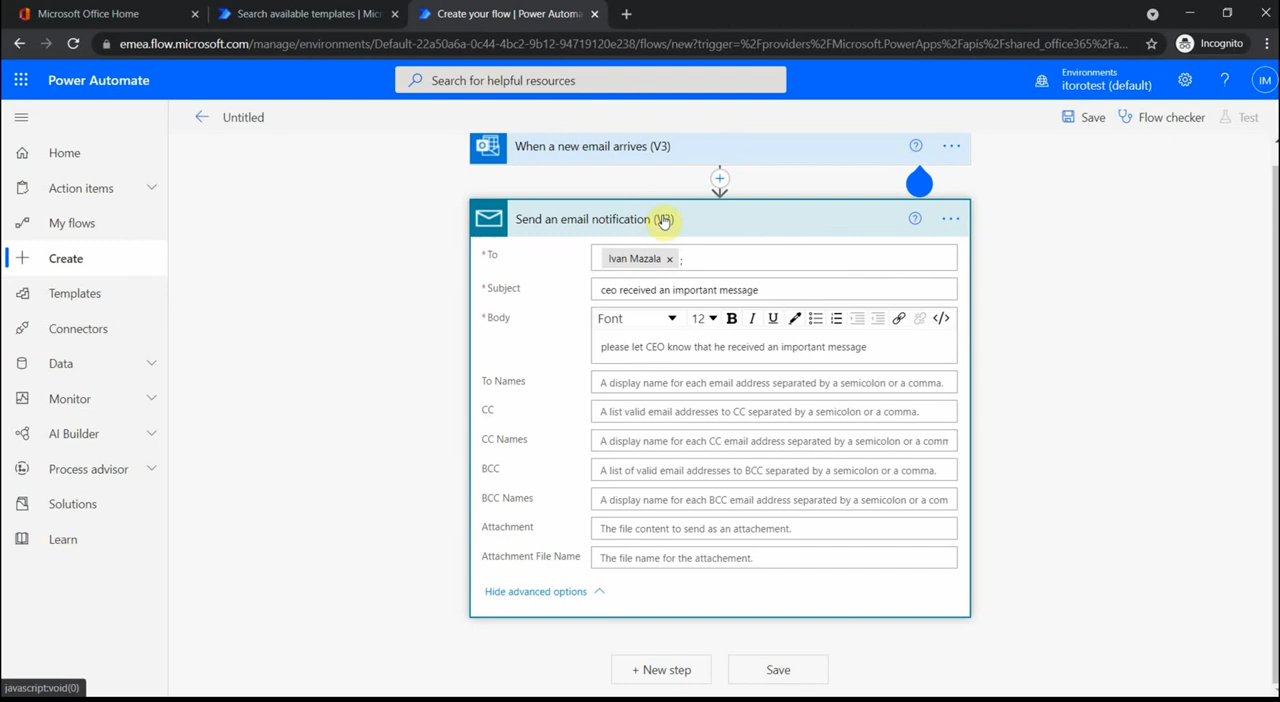 Microsoft Office Home
Search available templates | Mic
Create your flow | Power Automa
emea.flow.microsoft.com/manage/environments/Default-22a50a6a-0c44-4bc2-9b12-94719120e238/flows/new?trigger=%2Fproviders%2FMicrosoft.PowerApps%2Fapis%2Fshared_office365%2Fa...
Incognito
Power Automate
Search for helpful resources
Environments
itorotest (default)
IM
Untitled
Save
Flow checker
Test
Home
Action items
My flows
Create
Templates
Connectors
Data
Monitor
AI Builder
Process advisor
Solutions
Learn
When a new email arrives (V3)
Send an email notification (V3)
* To
Ivan Mazala × ;
* Subject
ceo received an important message
* Body
Font
12
B I U
</>
please let CEO know that he received an important message
To Names
A display name for each email address separated by a semicolon or a comma.
CC
A list valid email addresses to CC separated by a semicolon or a comma.
CC Names
A display name for each CC email address separated by a semicolon or a comm
BCC
A list of valid email addresses to BCC separated by a semicolon or a comma.
BCC Names
A display name for each BCC email address separated by a semicolon or a com
Attachment
The file content to send as an attachement.
Attachment File Name
The file name for the attachement.
Hide advanced options
+ New step
Save
javascript:void(0)